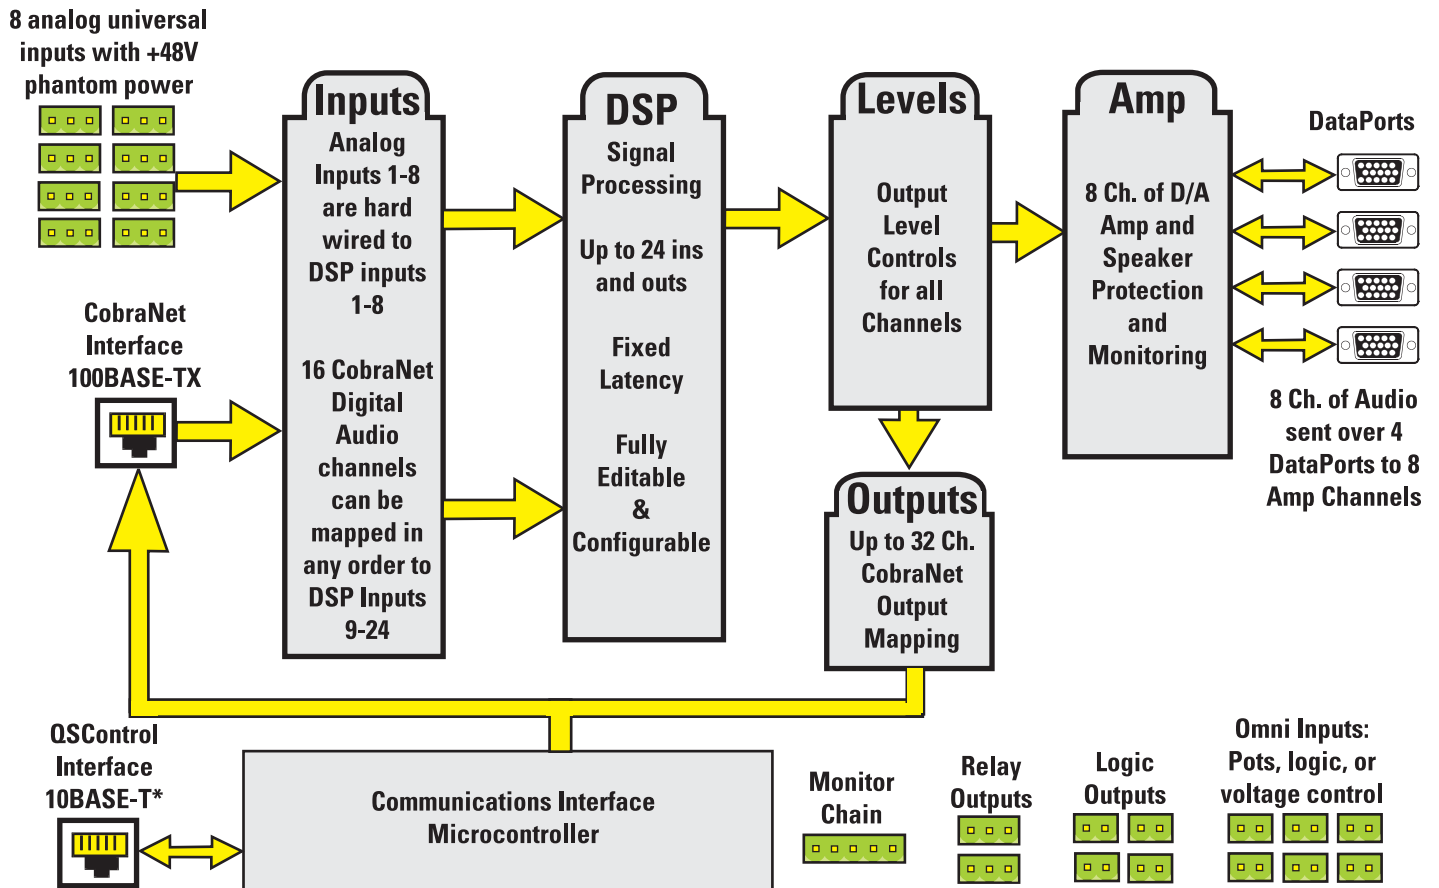 8 analog universal
inputs with +48V
phantom power
Inputs
Analog
Inputs 1-8
are hard
wired to
DSP inputs
1-8
16 CobraNet
Digital
Audio
channels
can be
mapped in
any order to
DSP Inputs
9-24
DSP
Signal
Processing
Up to 24 ins
and outs
Fixed
Latency
Fully
Editable
&
Configurable
Levels
Output
Level
Controls
for all
Channels
Amp
8 Ch. of D/A
Amp and
Speaker
Protection
and
Monitoring
DataPorts
8 Ch. of Audio
sent over 4
DataPorts to 8
Amp Channels
CobraNet
Interface
100BASE-TX
Outputs
Up to 32 Ch.
CobraNet
Output
Mapping
QSControl
Interface
10BASE-T*
Communications Interface
Microcontroller
Monitor
Chain
Relay
Outputs
Logic
Outputs
Omni Inputs:
Pots, logic, or
voltage control